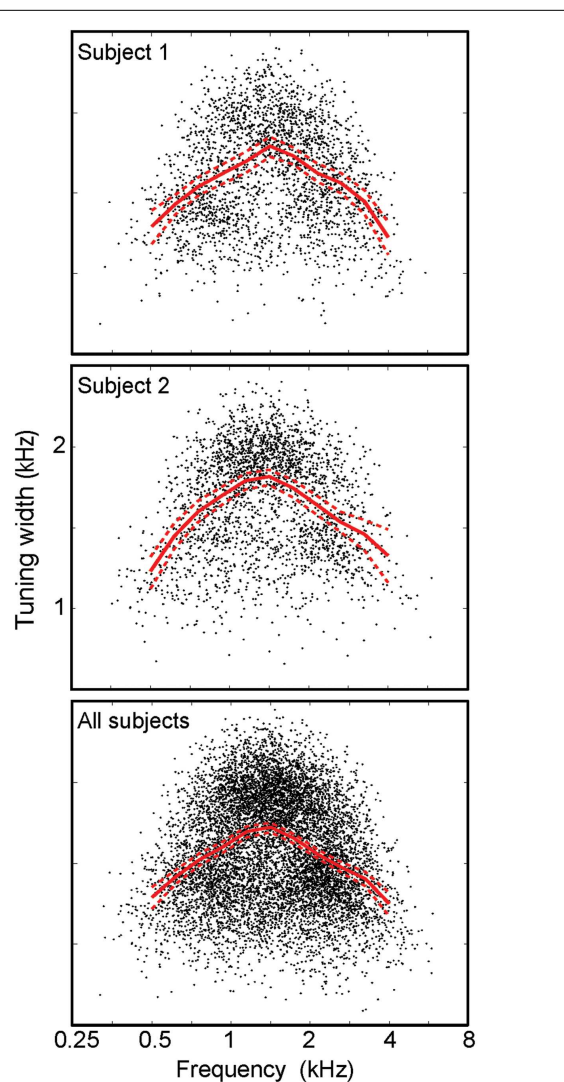 Subject 1
Subject 2
2
Tuning width (kHz)
1
All subjects
0.25 0.5 1 2 4 8
Frequency (kHz)